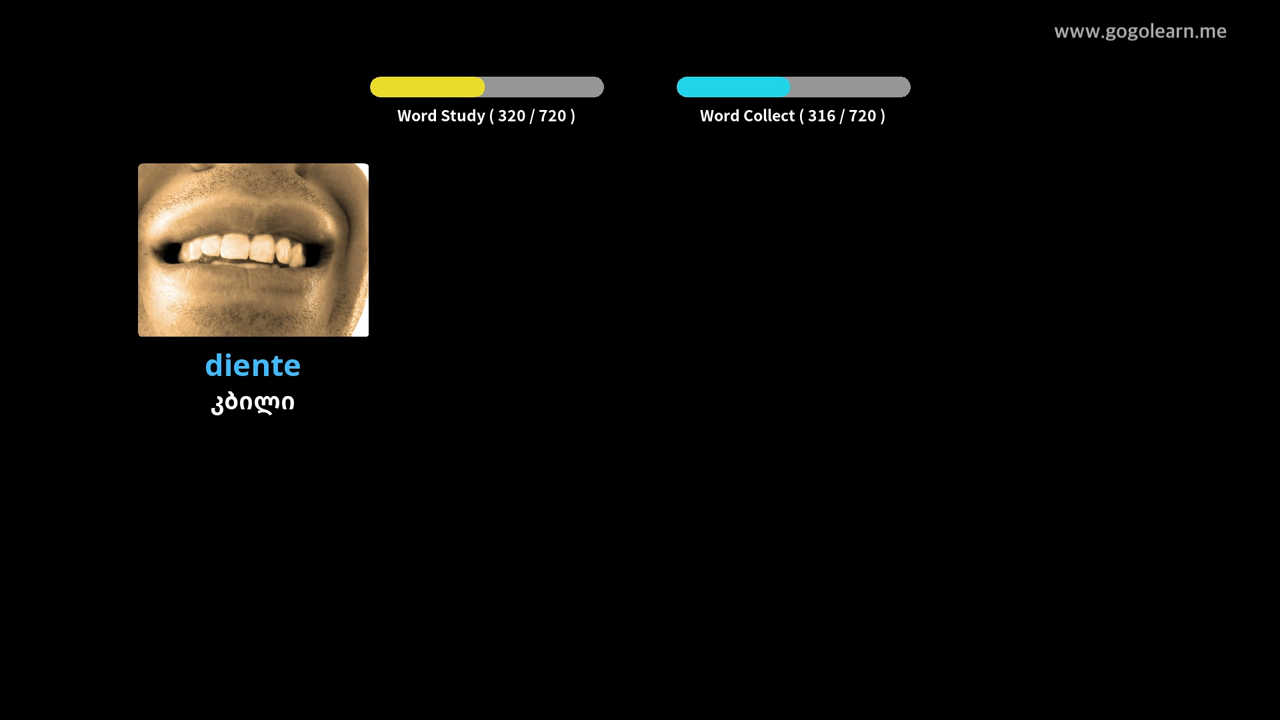 www.gogolearn.me
Word Study ( 320 / 720 )
Word Collect ( 316 / 720 )
diente
კბილი